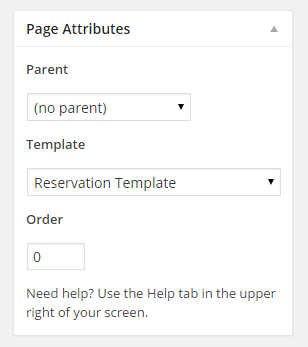 Page Attributes
Parent
(no parent)
Template
Reservation Template
Order
0
Need help? Use the Help tab in the upper
right of your screen.